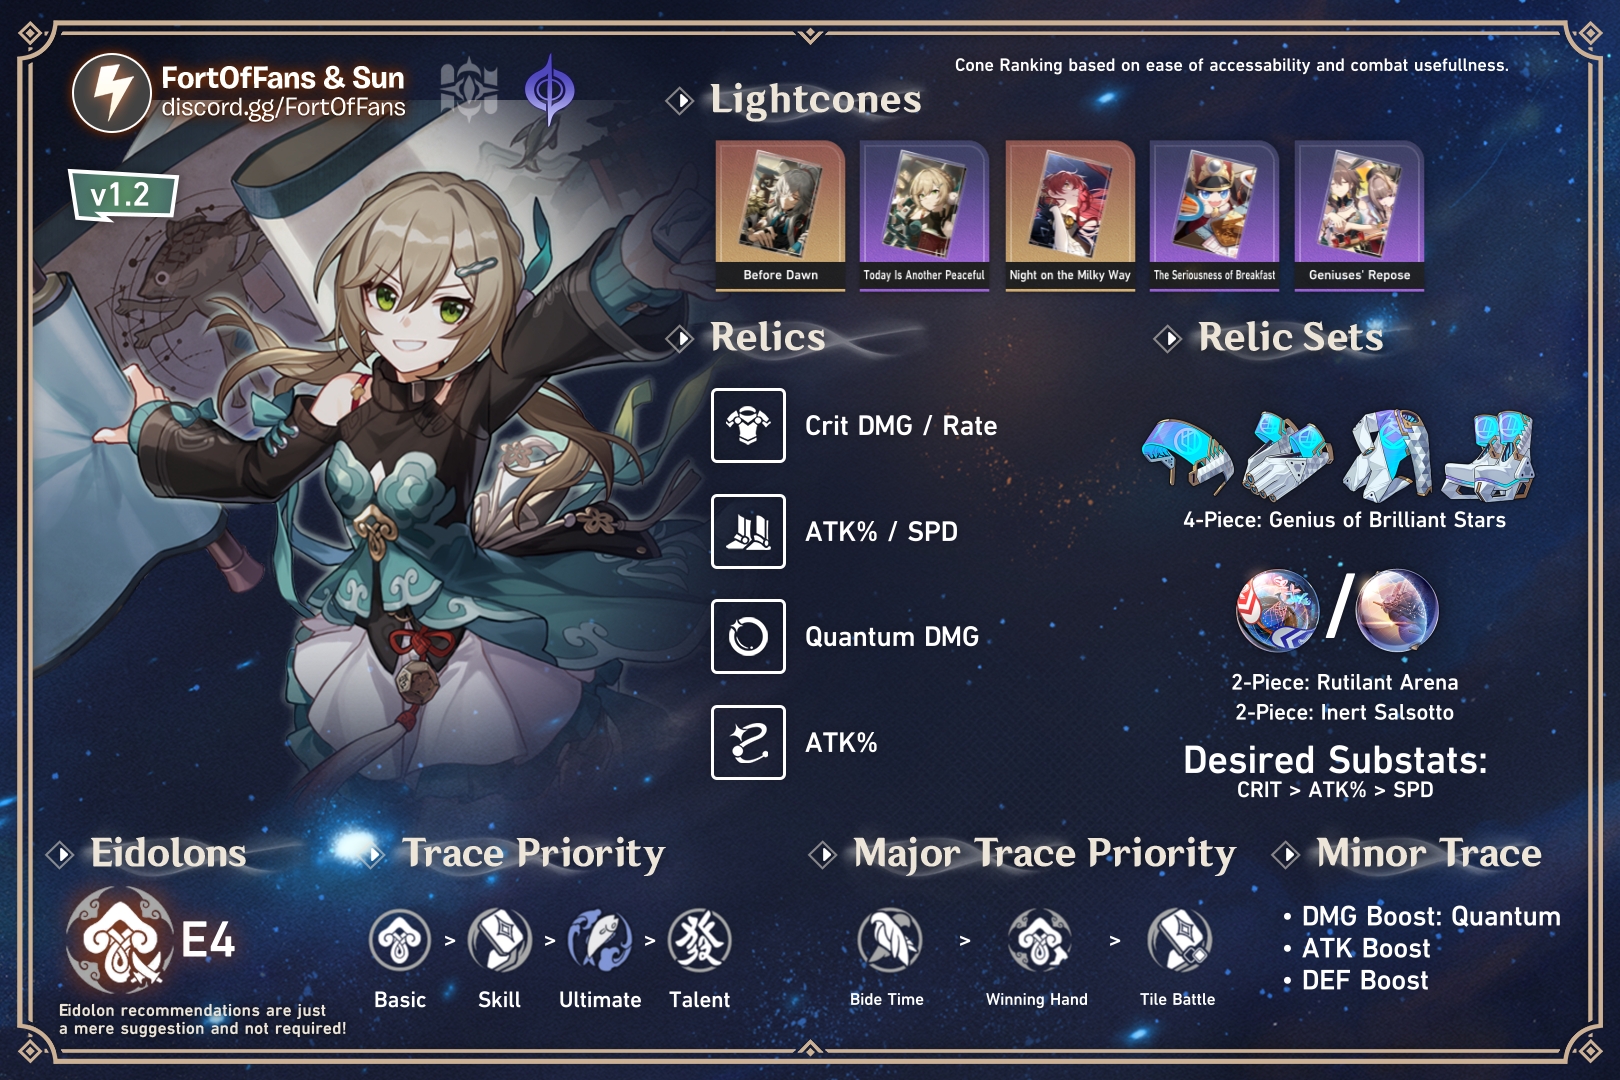 FortOfFans & Sun
discord.gg/FortOfFans
v1.2
Cone Ranking based on ease of accessability and combat usefullness.
Lightcones
Before Dawn
Today Is Another Peaceful
Night on the Milky Way
The Seriousness of Breakfast
Geniuses' Repose
Relics
Crit DMG / Rate
ATK% / SPD
Quantum DMG
ATK%
Relic Sets
4-Piece: Genius of Brilliant Stars
/
2-Piece: Rutilant Arena
2-Piece: Inert Salsotto
Desired Substats:
CRIT > ATK% > SPD
Eidolons
E4
Eidolon recommendations are just
a mere suggestion and not required!
Trace Priority
> > >
Basic Skill Ultimate Talent
Major Trace Priority
> >
Bide Time Winning Hand Tile Battle
Minor Trace
• DMG Boost: Quantum
• ATK Boost
• DEF Boost